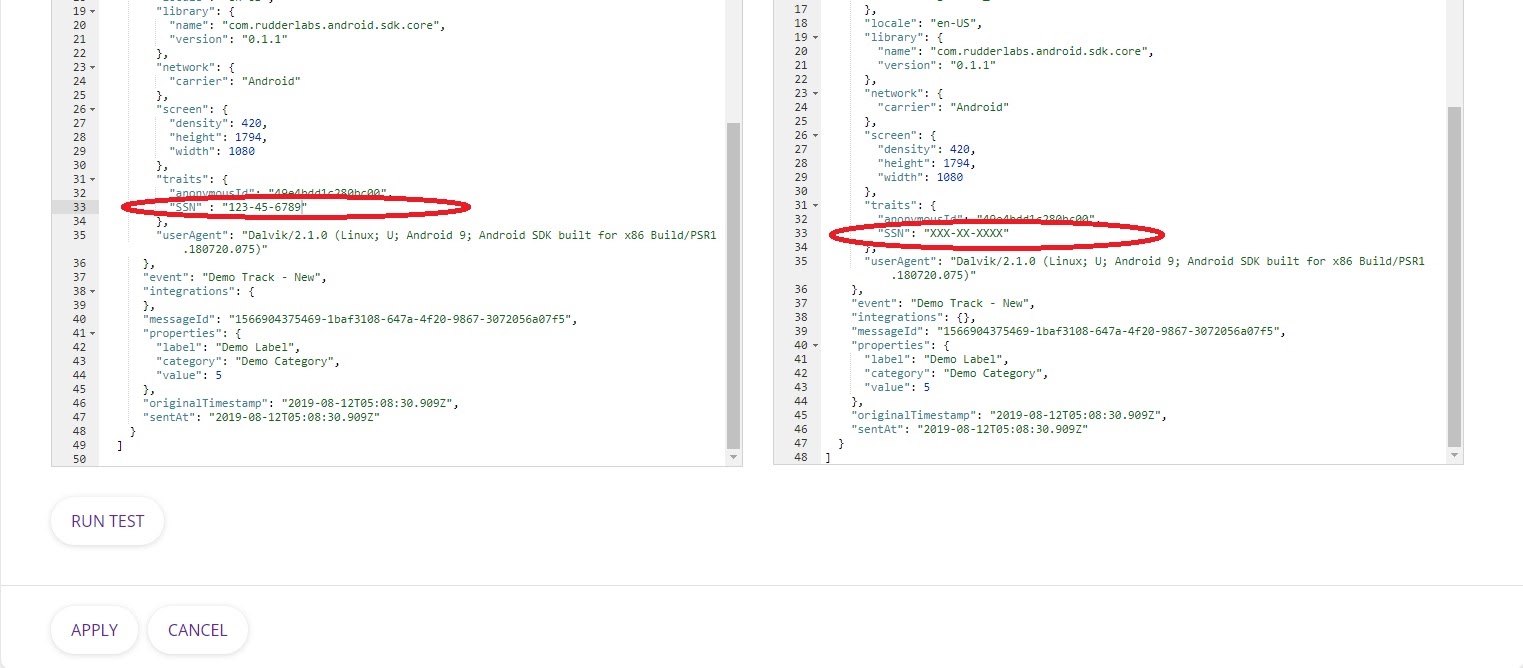 19 "library": {
20 "name": "com.rudderlabs.android.sdk.core",
21 "version": "0.1.1"
22 },
23 "network": {
24 "carrier": "Android"
25 },
26 "screen": {
27 "density": 420,
28 "height": 1794,
29 "width": 1080
30 },
31 "traits": {
32 "anonymousId": "49e4bdd1c280bc00",
33 "SSN" : "123-45-6789"
34 },
35 "userAgent": "Dalvik/2.1.0 (Linux; U; Android 9; Android SDK built for x86 Build/PSR1
.180720.075)"
36 },
37 "event": "Demo Track - New",
38 "integrations": {
39 },
40 "messageId": "1566904375469-1baf3108-647a-4f20-9867-3072056a07f5",
41 "properties": {
42 "label": "Demo Label",
43 "category": "Demo Category",
44 "value": 5
45 },
46 "originalTimestamp": "2019-08-12T05:08:30.909Z",
47 "sentAt": "2019-08-12T05:08:30.909Z"
48 }
49 ]
50
17 },
18 "locale": "en-US",
19 "library": {
20 "name": "com.rudderlabs.android.sdk.core",
21 "version": "0.1.1"
22 },
23 "network": {
24 "carrier": "Android"
25 },
26 "screen": {
27 "density": 420,
28 "height": 1794,
29 "width": 1080
30 },
31 "traits": {
32 "anonymousId": "49e4bdd1c280bc00",
33 "SSN": "XXX-XX-XXXX"
34 },
35 "userAgent": "Dalvik/2.1.0 (Linux; U; Android 9; Android SDK built for x86 Build/PSR1
.180720.075)"
36 },
37 "event": "Demo Track - New",
38 "integrations": {},
39 "messageId": "1566904375469-1baf3108-647a-4f20-9867-3072056a07f5",
40 "properties": {
41 "label": "Demo Label",
42 "category": "Demo Category",
43 "value": 5
44 },
45 "originalTimestamp": "2019-08-12T05:08:30.909Z",
46 "sentAt": "2019-08-12T05:08:30.909Z"
47 }
48 ]
RUN TEST
APPLY CANCEL